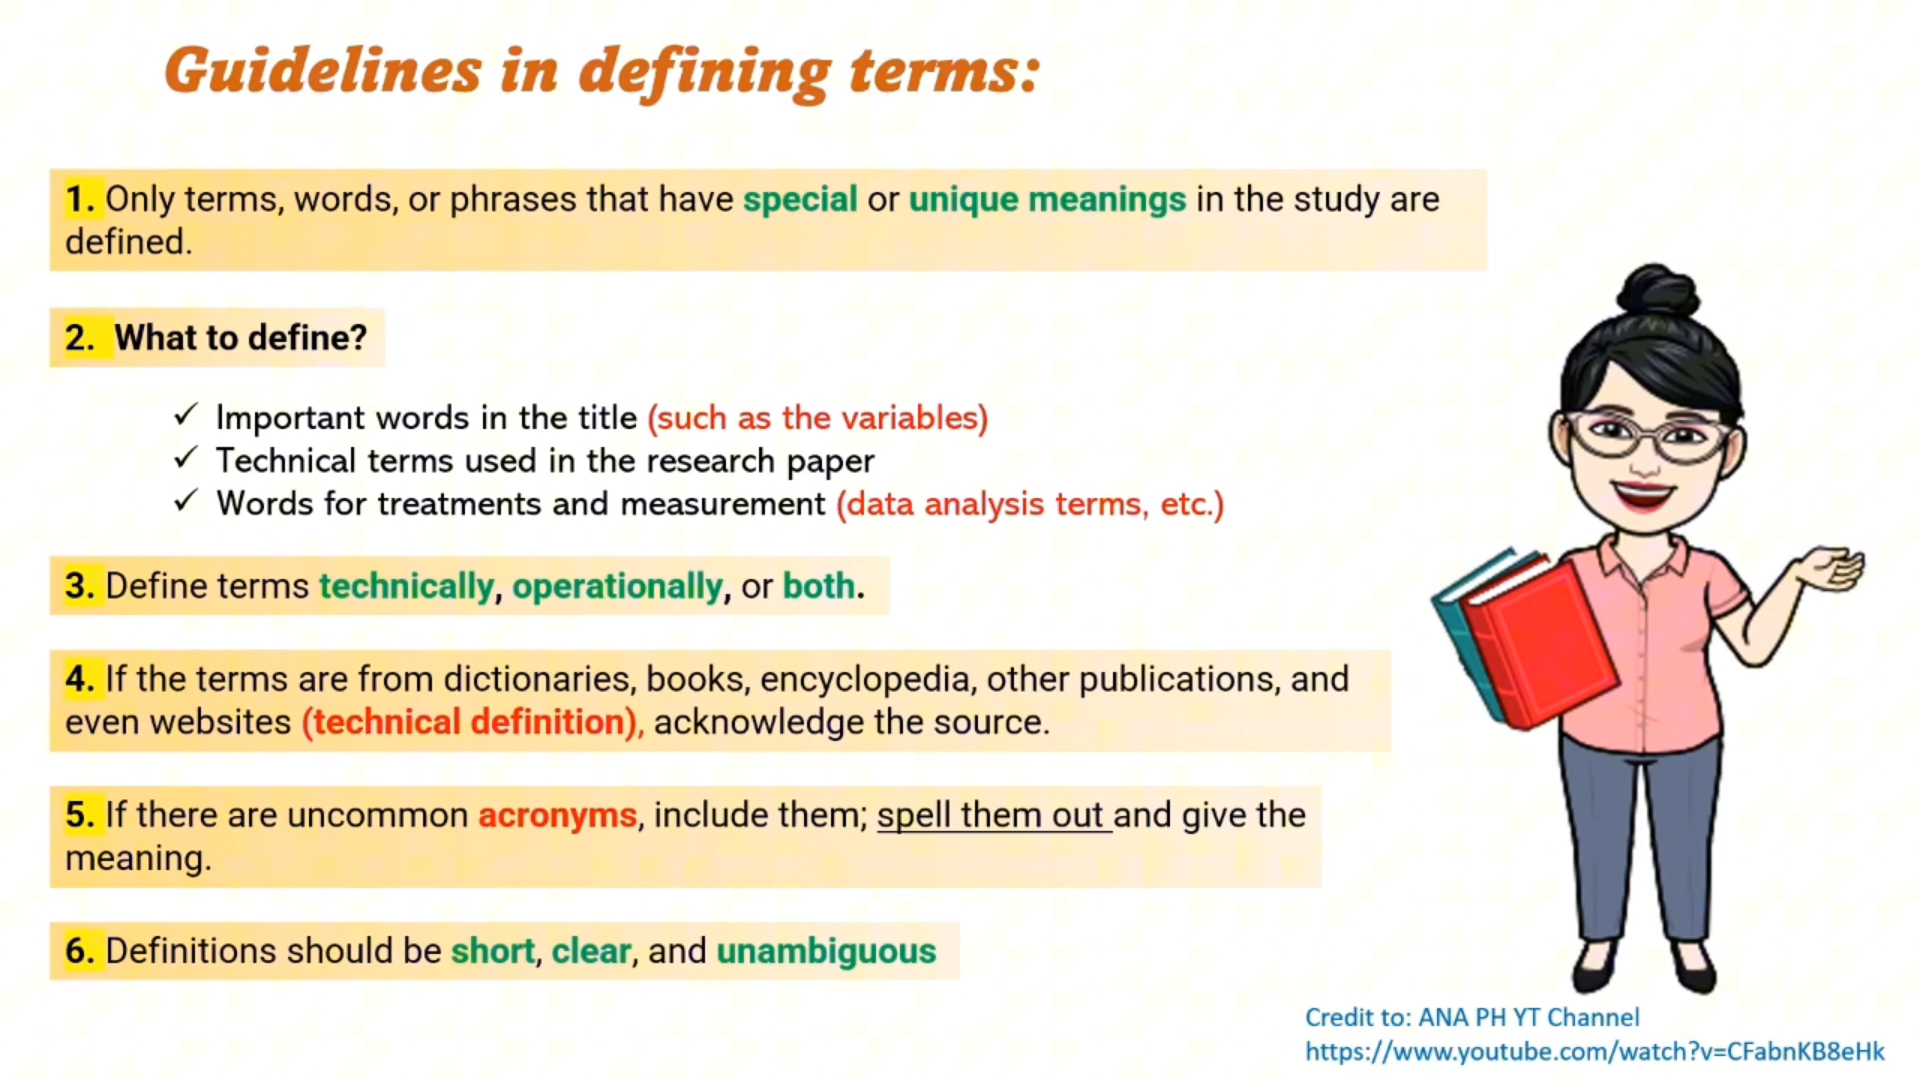 Guidelines in defining terms:
1. Only terms, words, or phrases that have special or unique meanings in the study are
defined.
2. What to define?
✓ Important words in the title (such as the variables)
✓ Technical terms used in the research paper
✓ Words for treatments and measurement (data analysis terms, etc.)
3. Define terms technically, operationally, or both.
4. If the terms are from dictionaries, books, encyclopedia, other publications, and
even websites (technical definition), acknowledge the source.
5. If there are uncommon acronyms, include them; spell them out and give the
meaning.
6. Definitions should be short, clear, and unambiguous
Credit to: ANA PH YT Channel
https://www.youtube.com/watch?v=CFabnKB8eHk